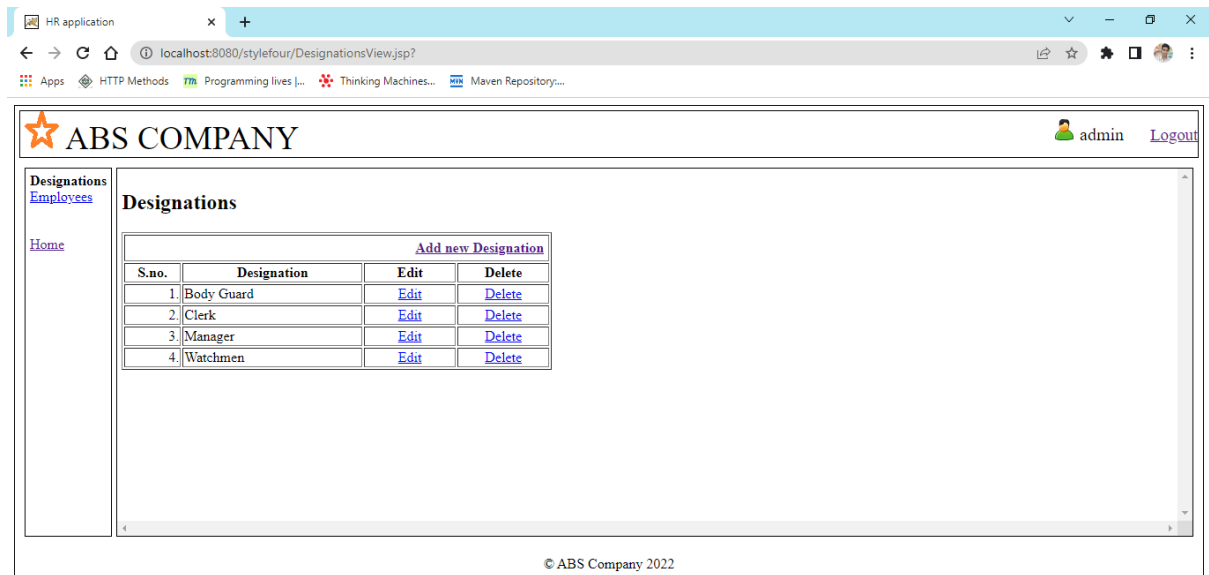 HR application
localhost:8080/stylefour/DesignationsView.jsp?
Apps HTTP Methods TTM Programming lives |... Thinking Machines... MVN Maven Repository:...
ABS COMPANY admin Logout
Designations
Employees
Home
Designations
Add new Designation
S.no. Designation Edit Delete
1. Body Guard Edit Delete
2. Clerk Edit Delete
3. Manager Edit Delete
4. Watchmen Edit Delete
© ABS Company 2022